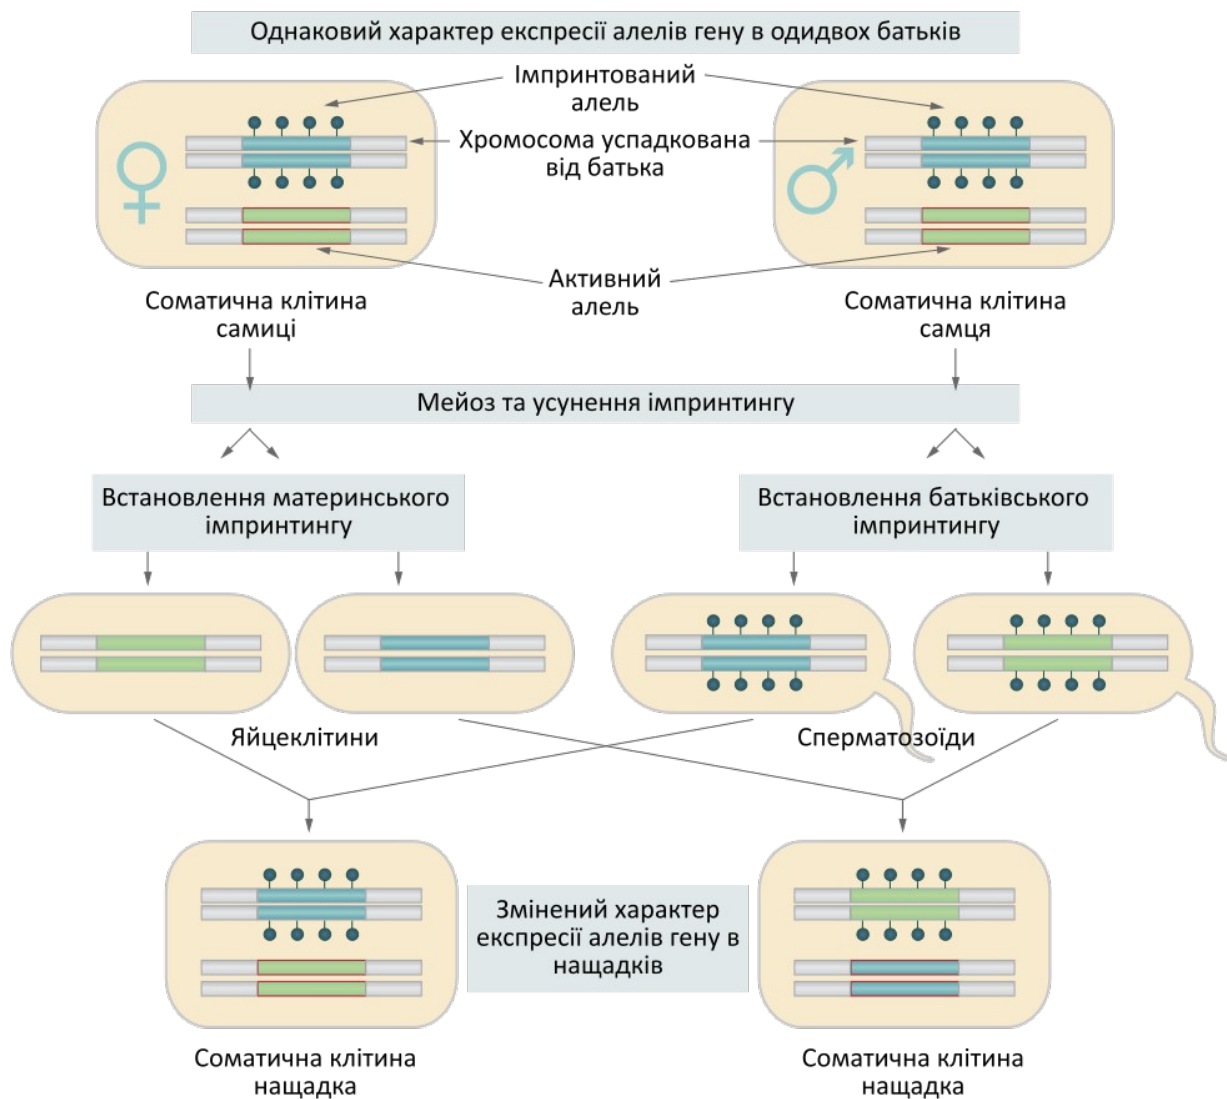 Однаковий характер експресії алелів гену в одидвох батьків
Імпринтований
алель
Хромосома успадкована
від батька
Активний
алель
Соматична клітина
самиці
Соматична клітина
самця
Мейоз та усунення імпринтингу
Встановлення материнського
імпринтингу
Встановлення батьківського
імпринтингу
Яйцеклітини
Сперматозоїди
Змінений характер
експресії алелів гену в
нащадків
Соматична клітина
нащадка
Соматична клітина
нащадка